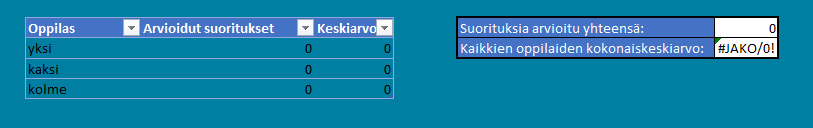 Oppilas Arvioidut suoritukset Keskiarvo
yksi 0 0
kaksi 0 0
kolme 0 0
Suorituksia arvioitu yhteensä: 0
Kaikkien oppilaiden kokonaiskeskiarvo: #JAKO/0!